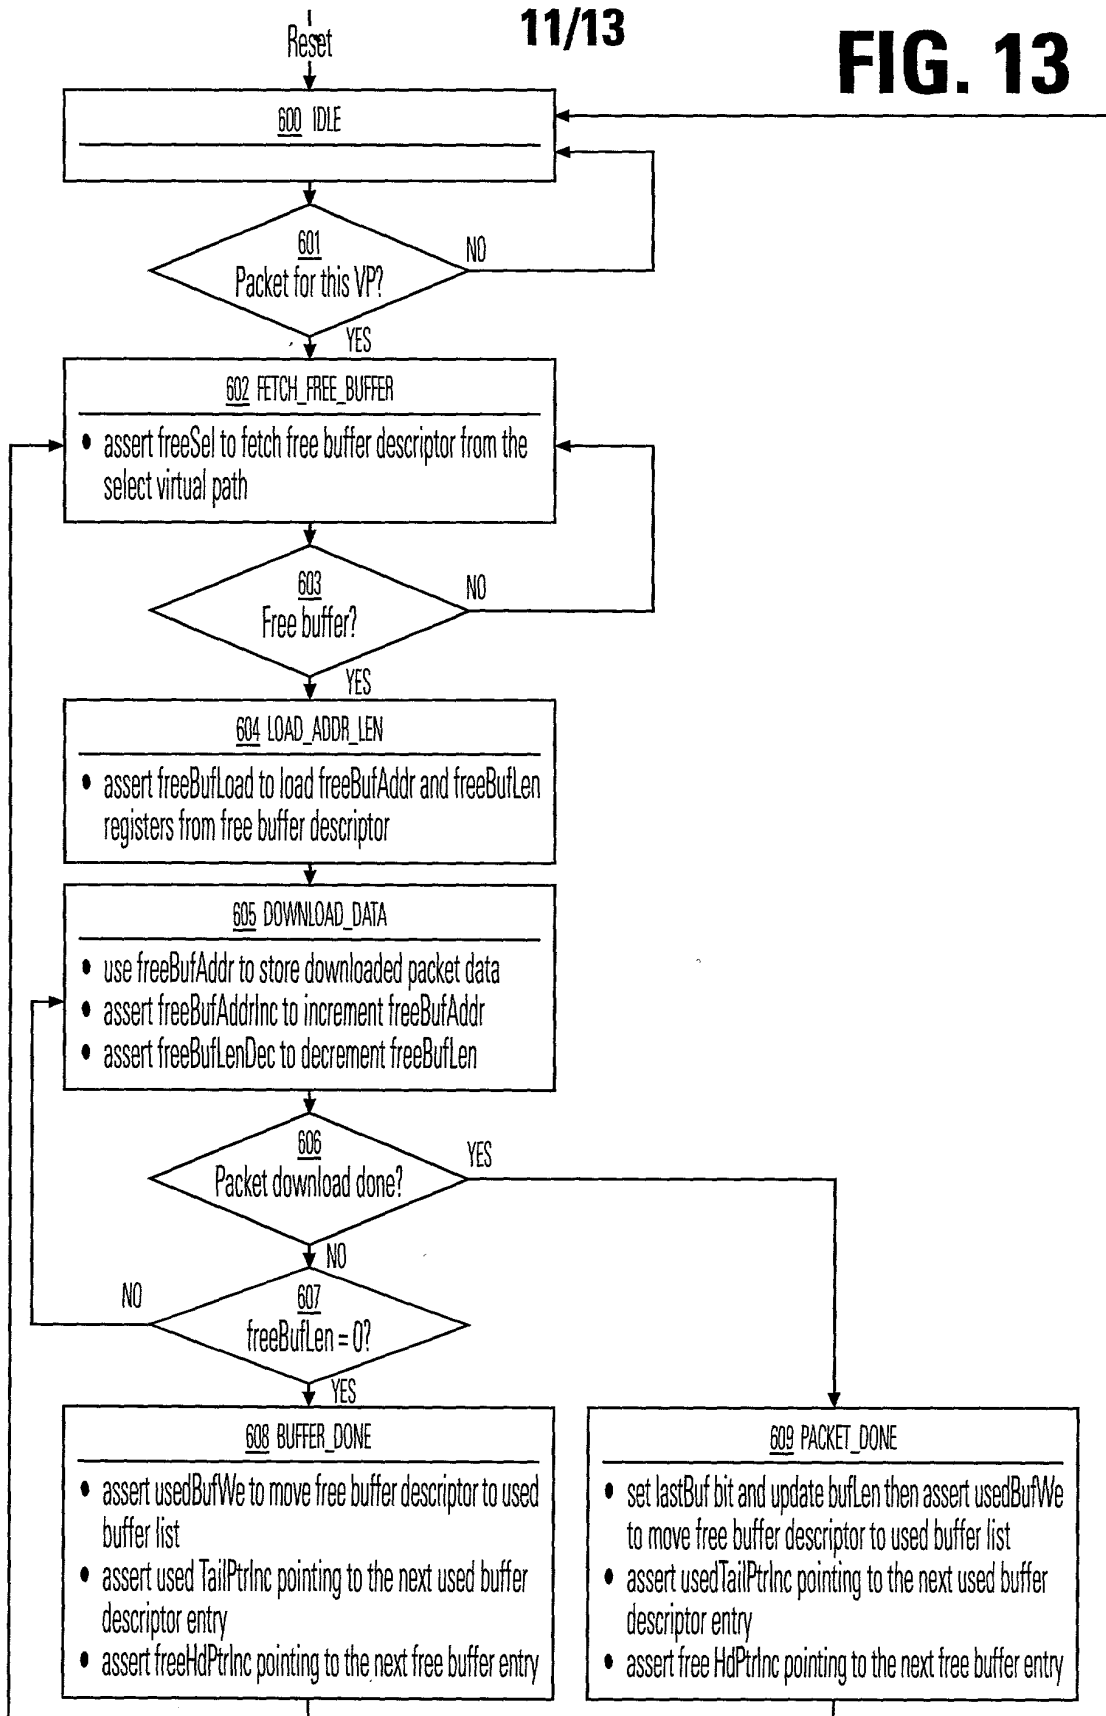 11/13
FIG. 13
Reset
600 IDLE
601
Packet for this VP?
NO
YES
602 FETCH_FREE_BUFFER
• assert freeSel to fetch free buffer descriptor from the
select virtual path
603
Free buffer?
NO
YES
604 LOAD_ADDR_LEN
• assert freeBufLoad to load freeBufAddr and freeBufLen
registers from free buffer descriptor
605 DOWNLOAD_DATA
• use freeBufAddr to store downloaded packet data
• assert freeBufAddrInc to increment freeBufAddr
• assert freeBufLenDec to decrement freeBufLen
606
Packet download done?
YES
NO
607
freeBufLen = 0?
NO
YES
608 BUFFER_DONE
• assert usedBufWe to move free buffer descriptor to used
buffer list
• assert used TailPtrInc pointing to the next used buffer
descriptor entry
• assert freeHdPtrInc pointing to the next free buffer entry
609 PACKET_DONE
• set lastBuf bit and update bufLen then assert usedBufWe
to move free buffer descriptor to used buffer list
• assert usedTailPtrInc pointing to the next used buffer
descriptor entry
• assert free HdPtrInc pointing to the next free buffer entry